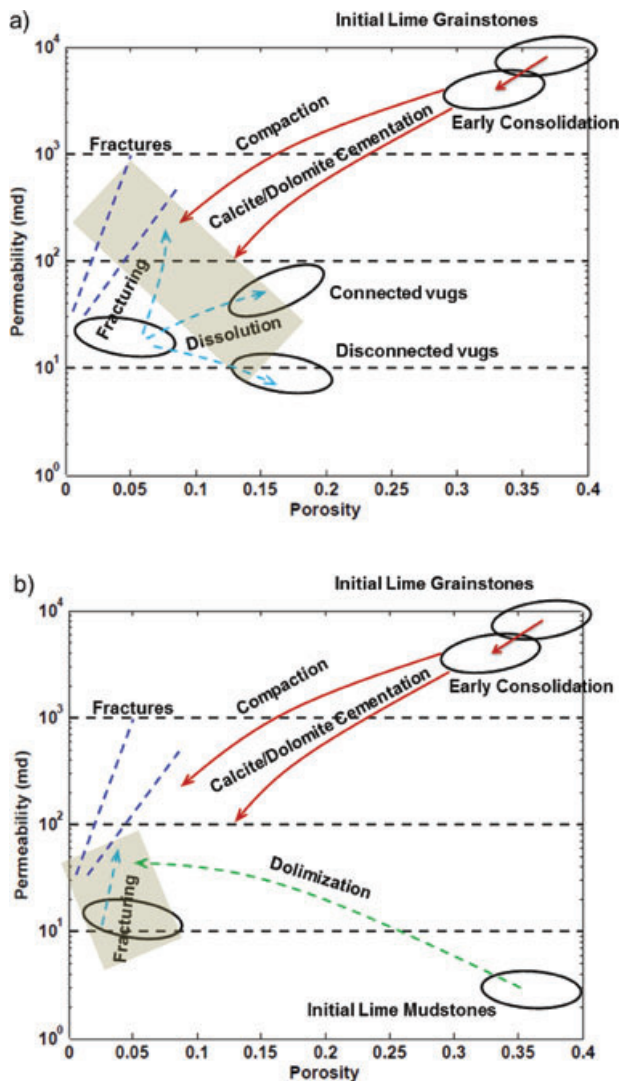 a)
Initial Lime Grainstones
10^4
Compaction
Early Consolidation
Fractures
Calcite/Dolomite Cementation
10^3
Permeability (md)
10^2
Fracturing
Connected vugs
Dissolution
Disconnected vugs
10^1
10^0
0 0.05 0.1 0.15 0.2 0.25 0.3 0.35 0.4
Porosity
b)
Initial Lime Grainstones
10^4
Compaction
Early Consolidation
Fractures
Calcite/Dolomite Cementation
10^3
Permeability (md)
10^2
Dolimization
Fracturing
10^1
Initial Lime Mudstones
10^0
0 0.05 0.1 0.15 0.2 0.25 0.3 0.35 0.4
Porosity